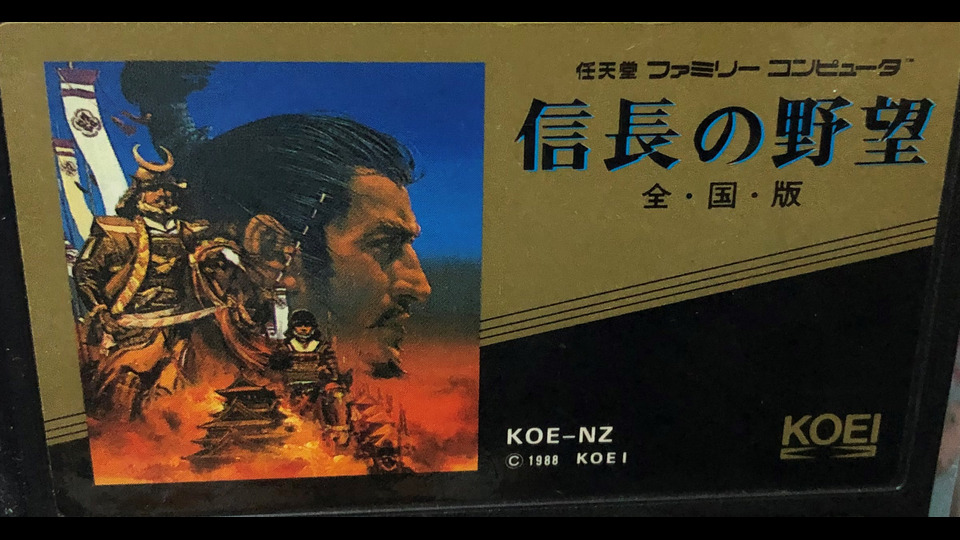 任天堂 ファミリー コンピュータ™
信長の野望
全・国・版
KOE-NZ
© 1988 KOEI
KOEI